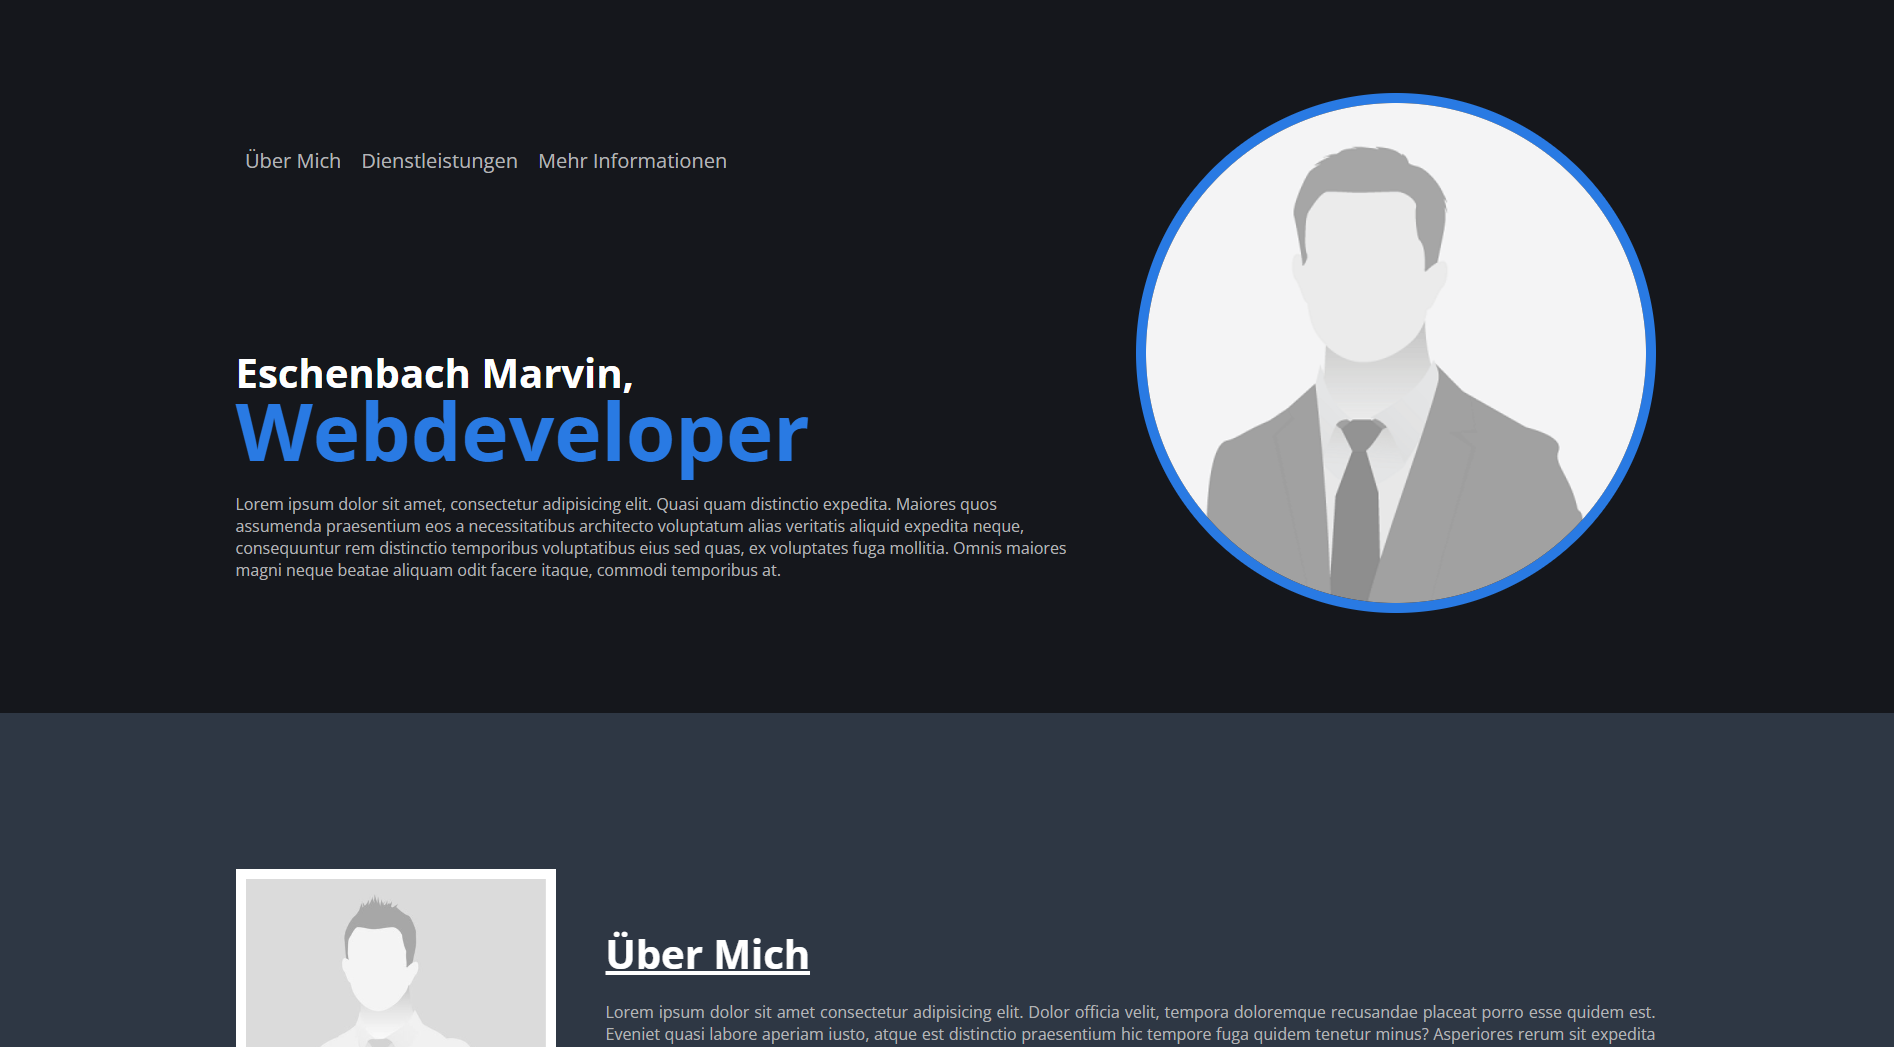 Über Mich Dienstleistungen Mehr Informationen
Eschenbach Marvin,
Webdeveloper
Lorem ipsum dolor sit amet, consectetur adipisicing elit. Quasi quam distinctio expedita. Maiores quos
assumenda praesentium eos a necessitatibus architecto voluptatum alias veritatis aliquid expedita neque,
consequuntur rem distinctio temporibus voluptatibus eius sed quas, ex voluptates fuga mollitia. Omnis maiores
magni neque beatae aliquam odit facere itaque, commodi temporibus at.
Über Mich
Lorem ipsum dolor sit amet consectetur adipisicing elit. Dolor officia velit, tempora doloremque recusandae placeat porro esse quidem est.
Eveniet quasi labore aperiam iusto, atque est distinctio praesentium hic tempore fuga quidem tenetur minus? Asperiores rerum sit expedita